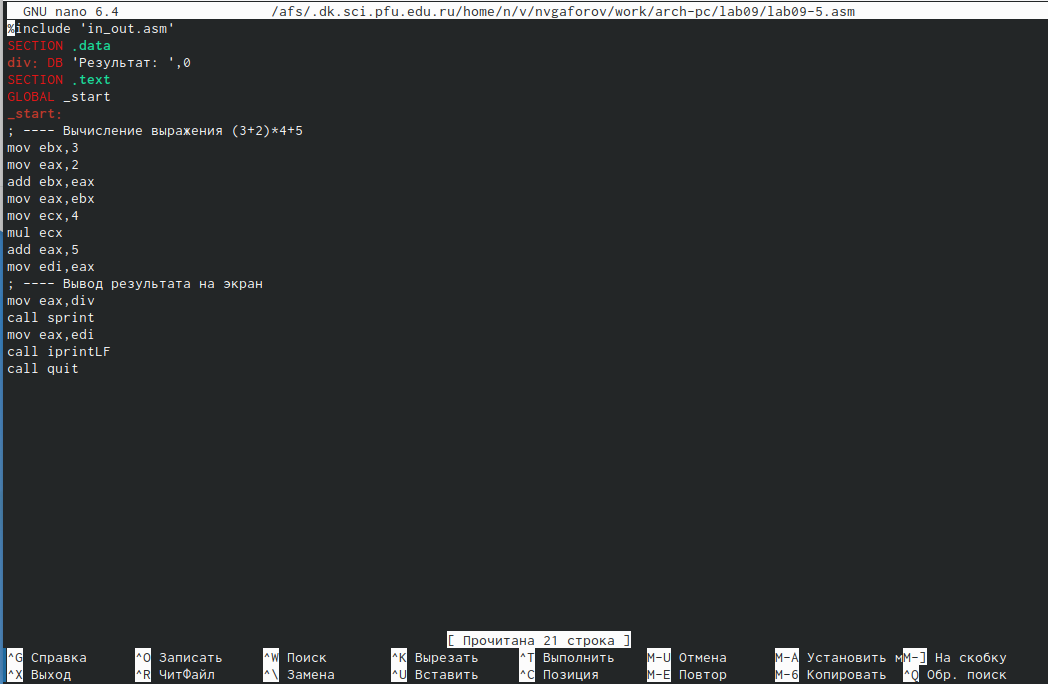 GNU nano 6.4 /afs/.dk.sci.pfu.edu.ru/home/n/v/nvgaforov/work/arch-pc/lab09/lab09-5.asm
%include 'in_out.asm'
SECTION .data
div: DB 'Результат: ',0
SECTION .text
GLOBAL _start
_start:
; ---- Вычисление выражения (3+2)*4+5
mov ebx,3
mov eax,2
add ebx,eax
mov eax,ebx
mov ecx,4
mul ecx
add eax,5
mov edi,eax
; ---- Вывод результата на экран
mov eax,div
call sprint
mov eax,edi
call iprintLF
call quit
[ Прочитана 21 строка ]
^G Справка ^O Записать ^W Поиск ^K Вырезать ^T Выполнить M-U Отмена M-A Установить мM-] На скобку
^X Выход ^R ЧитФайл ^\ Замена ^U Вставить ^C Позиция M-E Повтор M-6 Копировать ^Q Обр. поиск